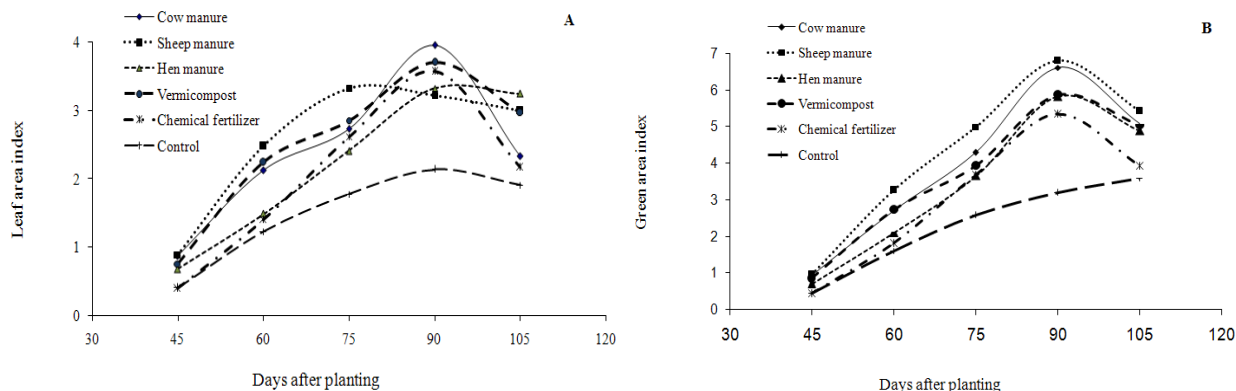 A
Cow manure
Sheep manure
Hen manure
Vermicompost
Chemical fertilizer
Control
Leaf area index
4
3
2
1
0
30 45 60 75 90 105 120
Days after planting
B
Cow manure
Sheep manure
Hen manure
Vermicompost
Chemical fertilizer
Control
Green area index
7
6
5
4
3
2
1
0
30 45 60 75 90 105 120
Days after planting